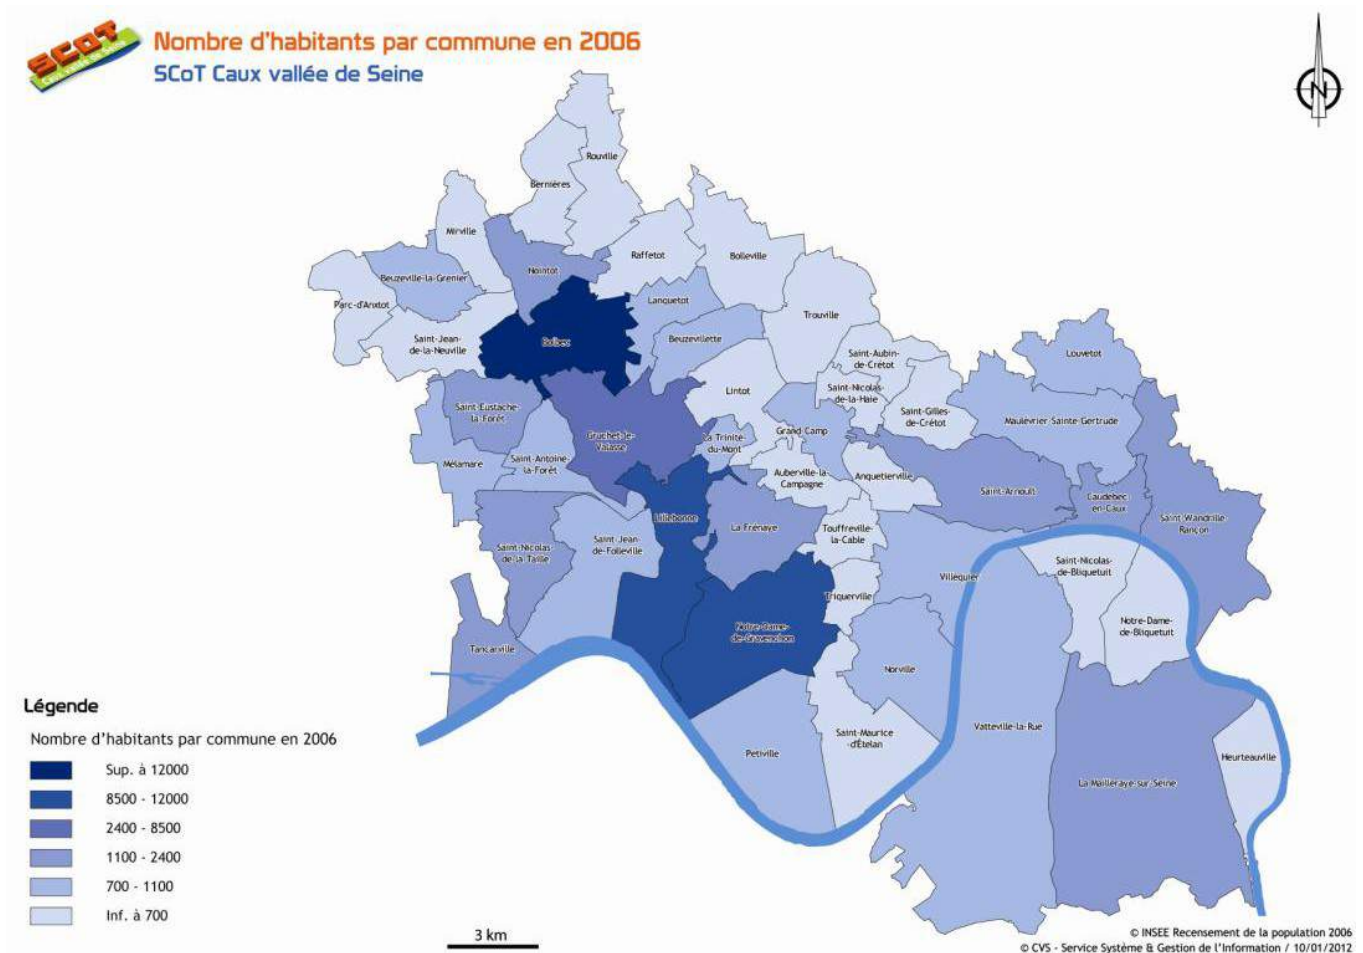 SCOT
Caux vallée de Seine
Nombre d'habitants par commune en 2006
SCoT Caux vallée de Seine
N
Rouville
Bernières
Mirville
Raffetot
Bolleville
Nointot
Beuzeville-la-Grenier
Lanquetot
Parc-d'Anxtot
Trouville
Saint-Jean-
de-la-Neuville
Bolbec
Beuzevillette
Louvetot
Saint-Aubin-
de-Crétot
Lintot
Saint-Nicolas-
de-la-Haie
Saint-Eustache-
la-Forêt
Saint-Gilles-
de-Crétot
Maulévrier Sainte-Gertrude
Gruchet-le-
Valasse
La Trinité-
du-Mont
Grand-Camp
Mélamare
Saint-Antoine-
la-Forêt
Auberville-la-
Campagne
Anquetierville
Saint-Arnoult
Caudebec-
en-Caux
Saint-Wandrille-
Rançon
Lillebonne
La Frénaye
Touffreville-
la-Cable
Saint-Nicolas-
de-la-Taille
Saint-Jean-
de-Folleville
Villequier
Saint-Nicolas-
de-Bliquetuit
Triquerville
Notre-Dame-
de-Bliquetuit
Notre-Dame-
de-Gravenchon
Tancarville
Norville
Vatteville-la-Rue
Saint-Maurice
-d'Ételan
Petiville
Heurteauville
La Mailleraye-sur-Seine
Légende
Nombre d'habitants par commune en 2006
Sup. à 12000
8500 - 12000
2400 - 8500
1100 - 2400
700 - 1100
Inf. à 700
3 km
© INSEE Recensement de la population 2006
© CVS - Service Système & Gestion de l'Information / 10/01/2012